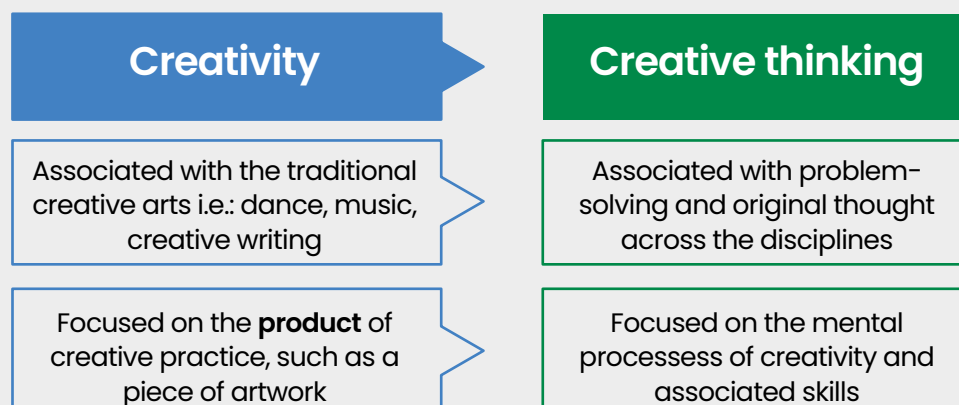 Creativity
Creative thinking
Associated with the traditional
creative arts i.e.: dance, music,
creative writing
Associated with problem-
solving and original thought
across the disciplines
Focused on the product of
creative practice, such as a
piece of artwork
Focused on the mental
processess of creativity and
associated skills